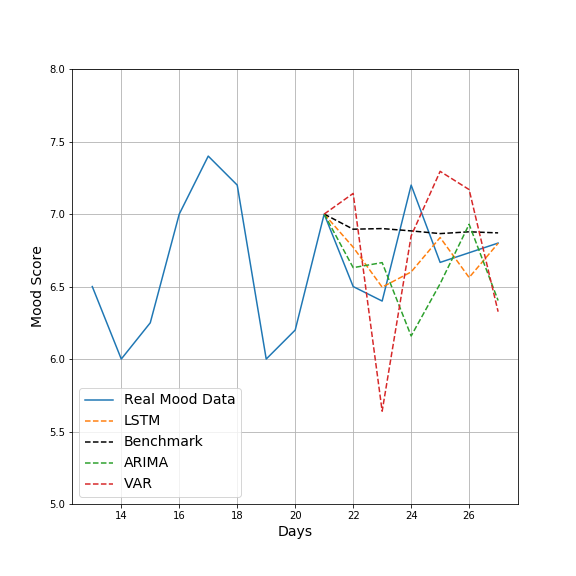 8.0
7.5
7.0
6.5
6.0
5.5
5.0
Mood Score
Real Mood Data
LSTM
Benchmark
ARIMA
VAR
14 16 18 20 22 24 26
Days